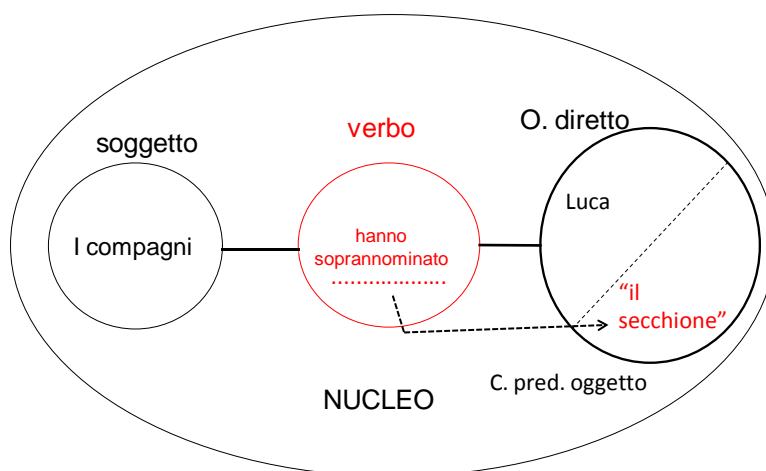 soggetto
verbo
O. diretto
I compagni
hanno
soprannominato
...................
Luca
“il
secchione”
C. pred. oggetto
NUCLEO